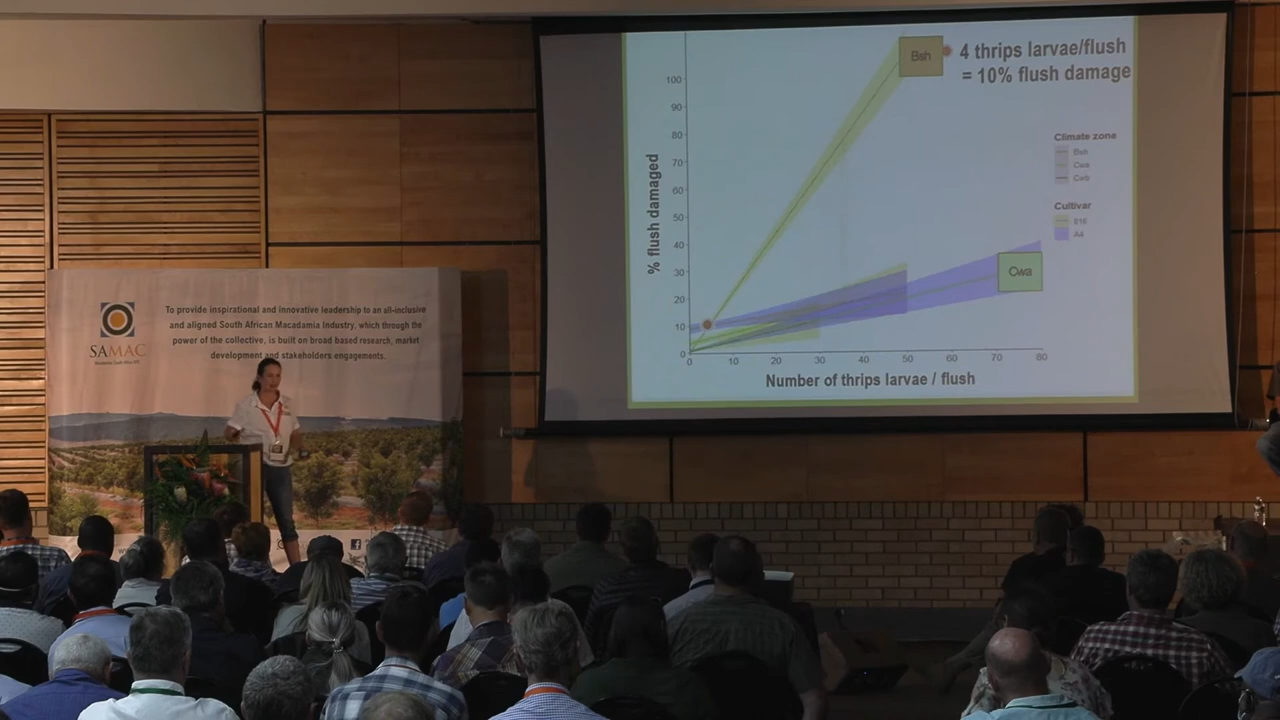 To provide inspirational and innovative leadership to an all-inclusive
and aligned South African Macadamia Industry, which through the
power of the collective, is built on broad based research, market
development and stakeholders engagements.
SAMAC
4 thrips larvae/flush
= 10% flush damage
Bsh
Cwa
% flush damaged
100
90
80
70
60
50
40
30
20
10
0
0 10 20 30 40 50 60 70 80
Number of thrips larvae / flush
Climate zone
Bsh
Cwa
Cwb
Cultivar
816
A4